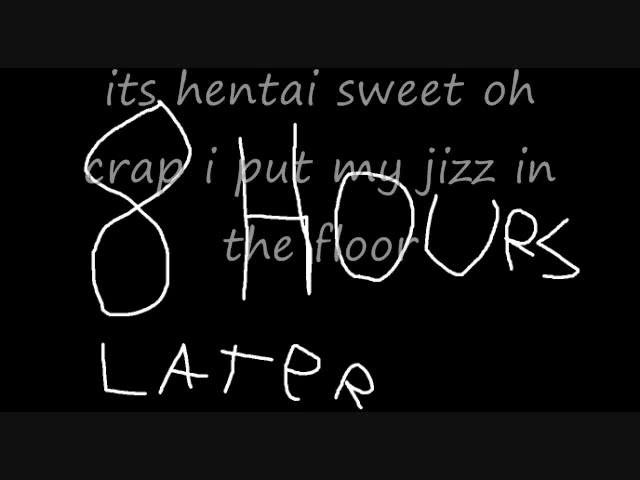 its hentai sweet oh
crap i put my jizz in
the floor
8 HOURS
LATER